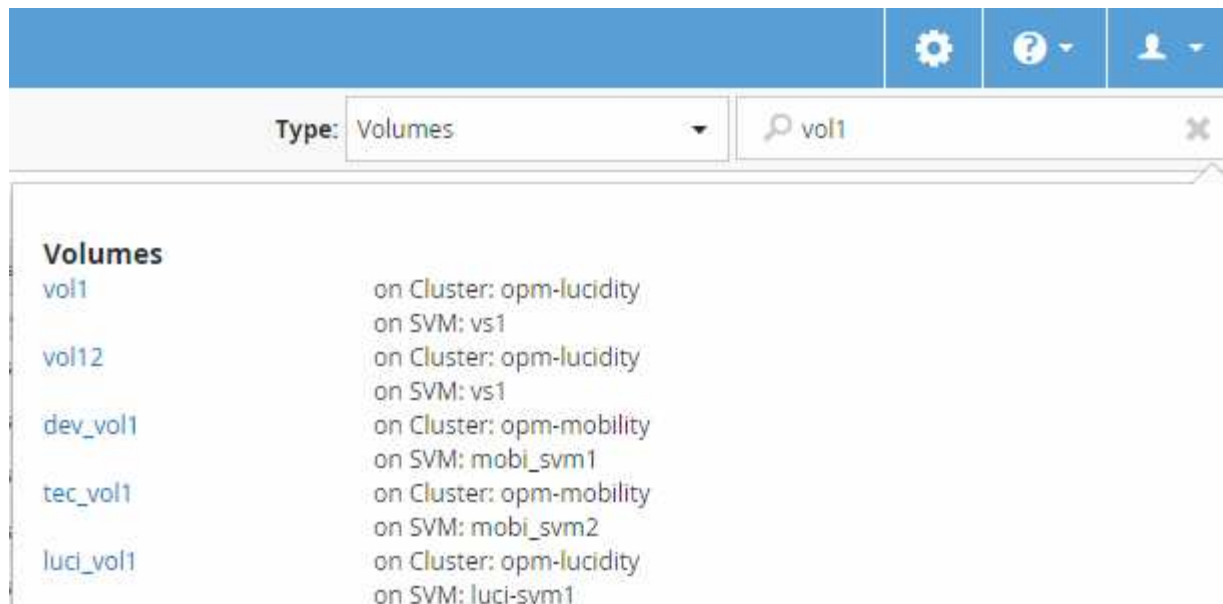 Type: Volumes vol1
Volumes
vol1 on Cluster: opm-lucidity
on SVM: vs1
vol12 on Cluster: opm-lucidity
on SVM: vs1
dev_vol1 on Cluster: opm-mobility
on SVM: mobi_svm1
tec_vol1 on Cluster: opm-mobility
on SVM: mobi_svm2
luci_vol1 on Cluster: opm-lucidity
on SVM: luci-svm1